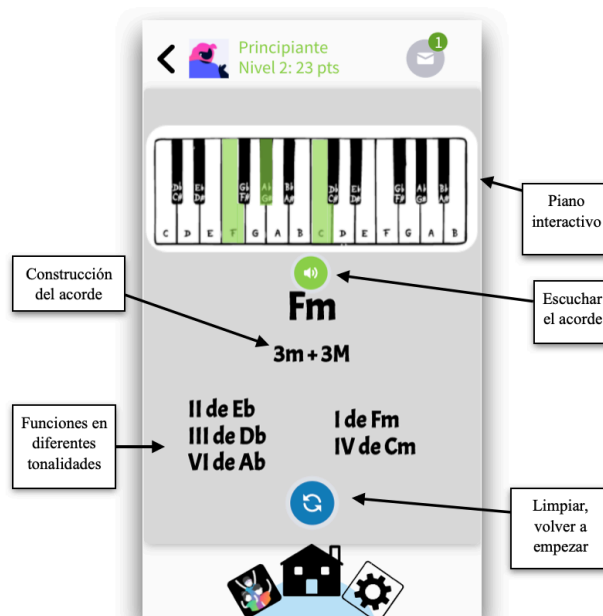 Principiante
Nivel 2: 23 pts
1
Db Eb Gb Ab Bb Db Eb Gb Ab Bb
C# D# F# G# A# C# D# F# G# A#
C D E F G A B C D E F G A B
Piano
interactivo
Construcción
del acorde
Escuchar
el acorde
Fm
3m + 3M
Funciones en
diferentes
tonalidades
II de Eb
III de Db
VI de Ab
I de Fm
IV de Cm
Limpiar,
volver a
empezar